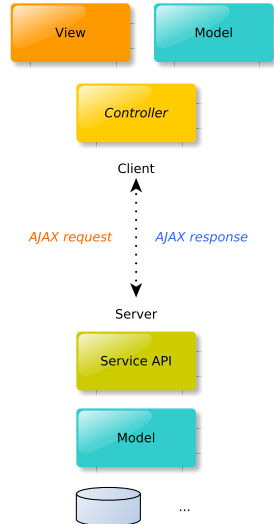 View
Model
Controller
Client
AJAX request
AJAX response
Server
Service API
Model
...